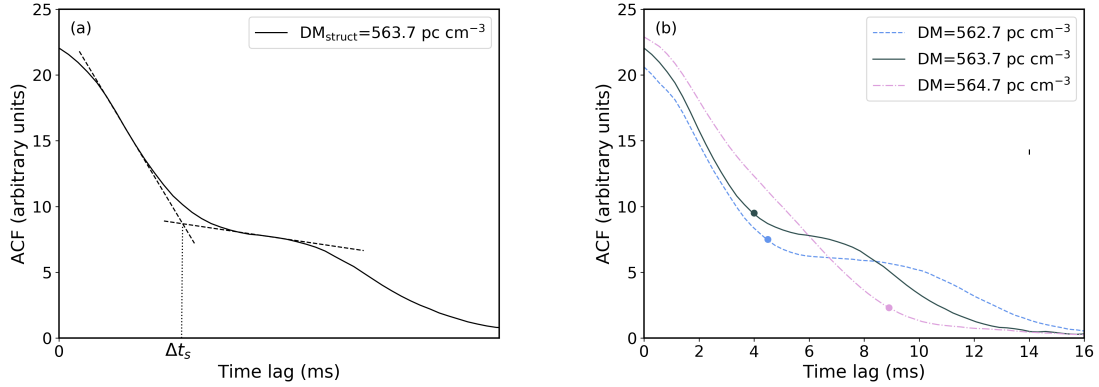 (a)
DM_struct=563.7 pc cm⁻³
ACF (arbitrary units)
25
20
15
10
5
0
0
Δt_s
Time lag (ms)
(b)
DM=562.7 pc cm⁻³
DM=563.7 pc cm⁻³
DM=564.7 pc cm⁻³
ACF (arbitrary units)
25
20
15
10
5
0
0 2 4 6 8 10 12 14 16
Time lag (ms)